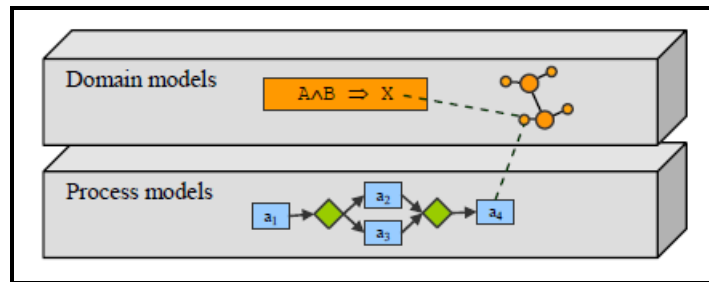 Domain models
A∧B ⇒ X
Process models
a₁
a₂
a₃
a₄